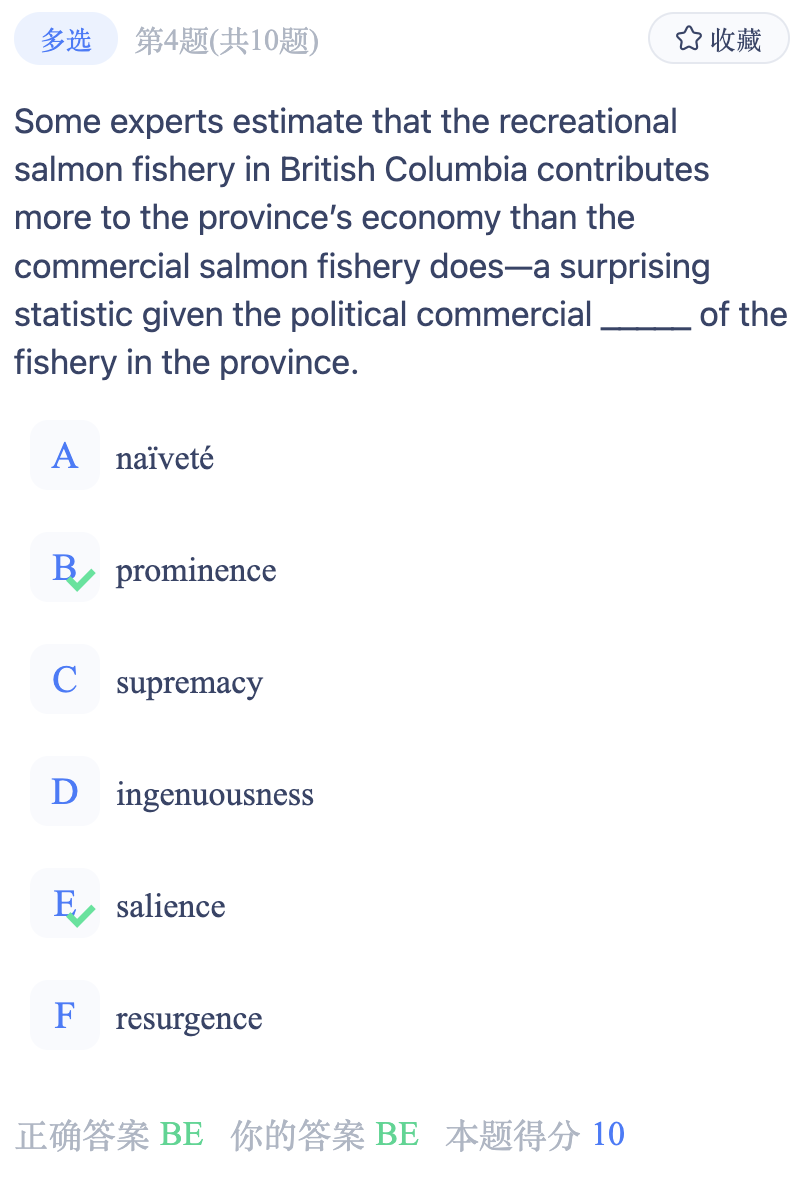 多选 第4题(共10题) 收藏
Some experts estimate that the recreational
salmon fishery in British Columbia contributes
more to the province’s economy than the
commercial salmon fishery does—a surprising
statistic given the political commercial _____ of the
fishery in the province.
A naïveté
B prominence
C supremacy
D ingenuousness
E salience
F resurgence
正确答案 BE 你的答案 BE 本题得分 10